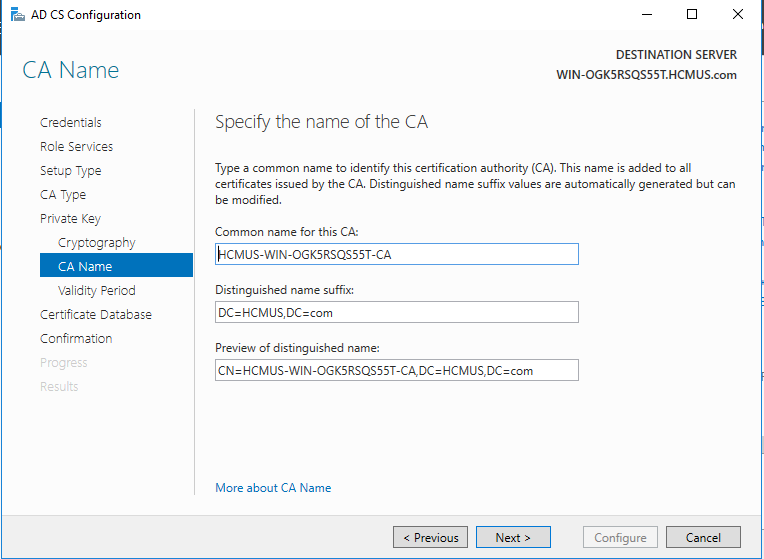 AD CS Configuration
CA Name
DESTINATION SERVER
WIN-OGK5RSQS55T.HCMUS.com
Credentials
Role Services
Setup Type
CA Type
Private Key
Cryptography
CA Name
Validity Period
Certificate Database
Confirmation
Progress
Results
Specify the name of the CA
Type a common name to identify this certification authority (CA). This name is added to all
certificates issued by the CA. Distinguished name suffix values are automatically generated but can
be modified.
Common name for this CA:
HCMUS-WIN-OGK5RSQS55T-CA
Distinguished name suffix:
DC=HCMUS,DC=com
Preview of distinguished name:
CN=HCMUS-WIN-OGK5RSQS55T-CA,DC=HCMUS,DC=com
More about CA Name
< Previous
Next >
Configure
Cancel